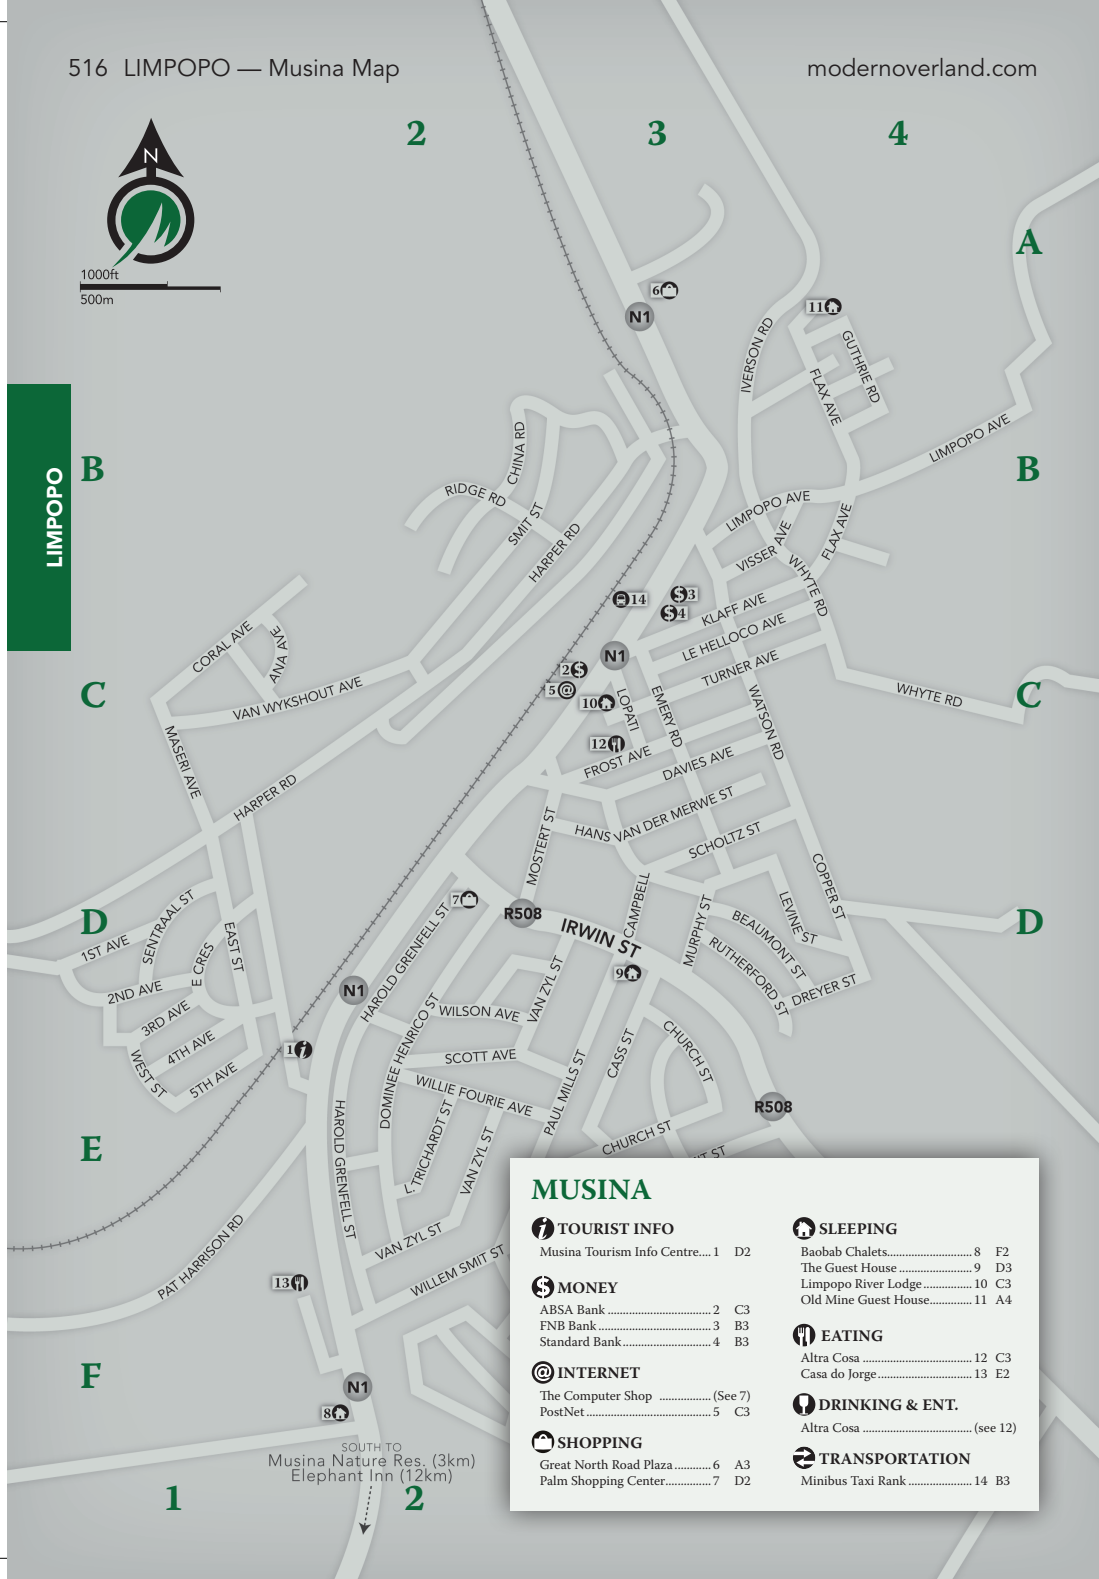 516 LIMPOPO — Musina Map
modernoverland.com
2
3
4
N
1000ft
500m
A
6
N1
11
IVERSON RD
GUTHRIE RD
FLAX AVE
LIMPOPO
B
B
CHINA RD
RIDGE RD
SMIT ST
HARPER RD
LIMPOPO AVE
LIMPOPO AVE
VISSER AVE
FLAX AVE
WHYTE RD
14
3
4
KLAFF AVE
LE HELLOCO AVE
TURNER AVE
N1
CORAL AVE
ANA AVE
VAN WYKSHOUT AVE
C
C
2
5
10
LOPATI
EMERY RD
WATSON RD
WHYTE RD
MASERI AVE
12
FROST AVE
DAVIES AVE
HARPER RD
MOSTERT ST
HANS VAN DER MERWE ST
SCHOLTZ ST
COPPER ST
D
D
7
R508
IRWIN ST
CAMPBELL
MURPHY ST
LEVINE ST
BEAUMONT ST
RUTHERFORD ST
DREYER ST
SENTRAAL ST
1ST AVE
2ND AVE
E CRES
EAST ST
3RD AVE
4TH AVE
5TH AVE
WEST ST
HAROLD GRENFELL ST
N1
9
1
VAN ZYL ST
WILSON AVE
SCOTT AVE
DOMINEE HENRICO ST
WILLIE FOURIE AVE
PAUL MILLS ST
CASS ST
CHURCH ST
R508
E
HAROLD GRENFELL ST
L. TRICHARDT ST
VAN ZYL ST
CHURCH ST
IT ST
PAT HARRISON RD
VAN ZYL ST
WILLEM SMIT ST
13
F
N1
8
SOUTH TO
Musina Nature Res. (3km)
Elephant Inn (12km)
1
2
MUSINA
TOURIST INFO
Musina Tourism Info Centre.... 1 D2
MONEY
ABSA Bank .................................. 2 C3
FNB Bank ..................................... 3 B3
Standard Bank ............................. 4 B3
INTERNET
The Computer Shop ................. (See 7)
PostNet ......................................... 5 C3
SHOPPING
Great North Road Plaza ............ 6 A3
Palm Shopping Center............... 7 D2
SLEEPING
Baobab Chalets............................ 8 F2
The Guest House ........................ 9 D3
Limpopo River Lodge ................ 10 C3
Old Mine Guest House.............. 11 A4
EATING
Altra Cosa .................................... 12 C3
Casa do Jorge ............................... 13 E2
DRINKING & ENT.
Altra Cosa .................................... (see 12)
TRANSPORTATION
Minibus Taxi Rank ..................... 14 B3